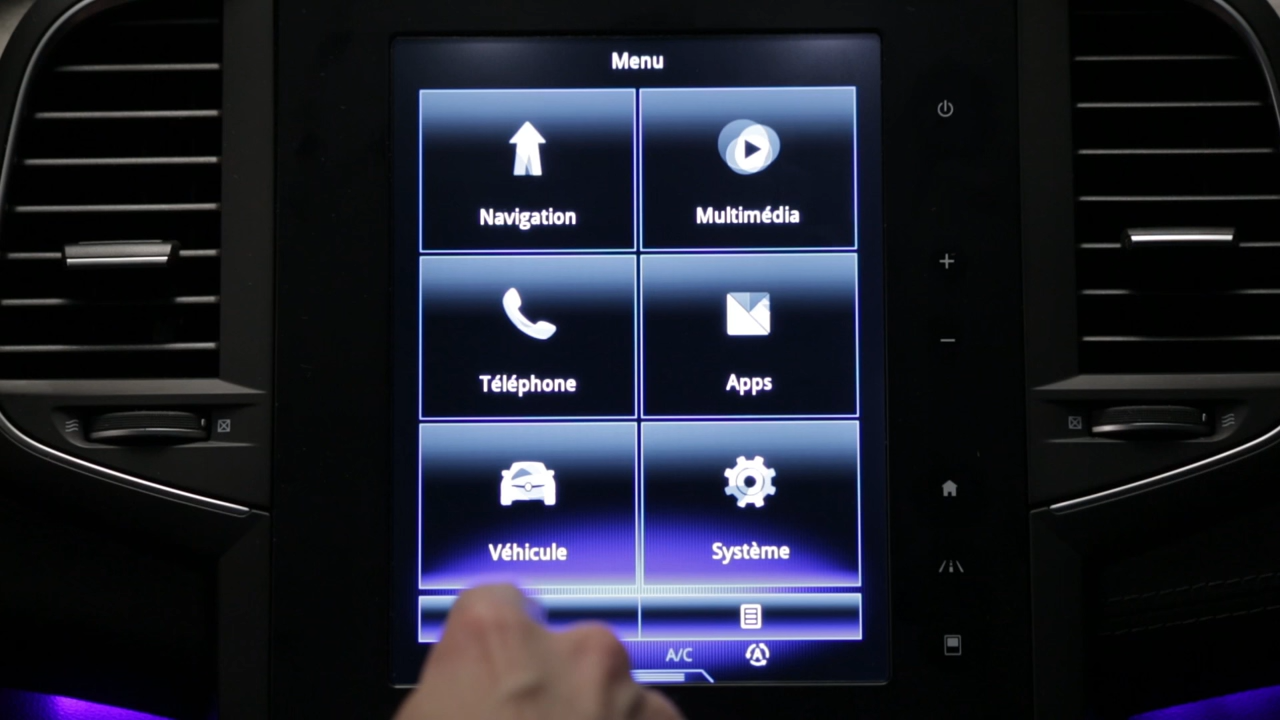 Menu
Navigation
Multimédia
Téléphone
Apps
Véhicule
Système
A/C